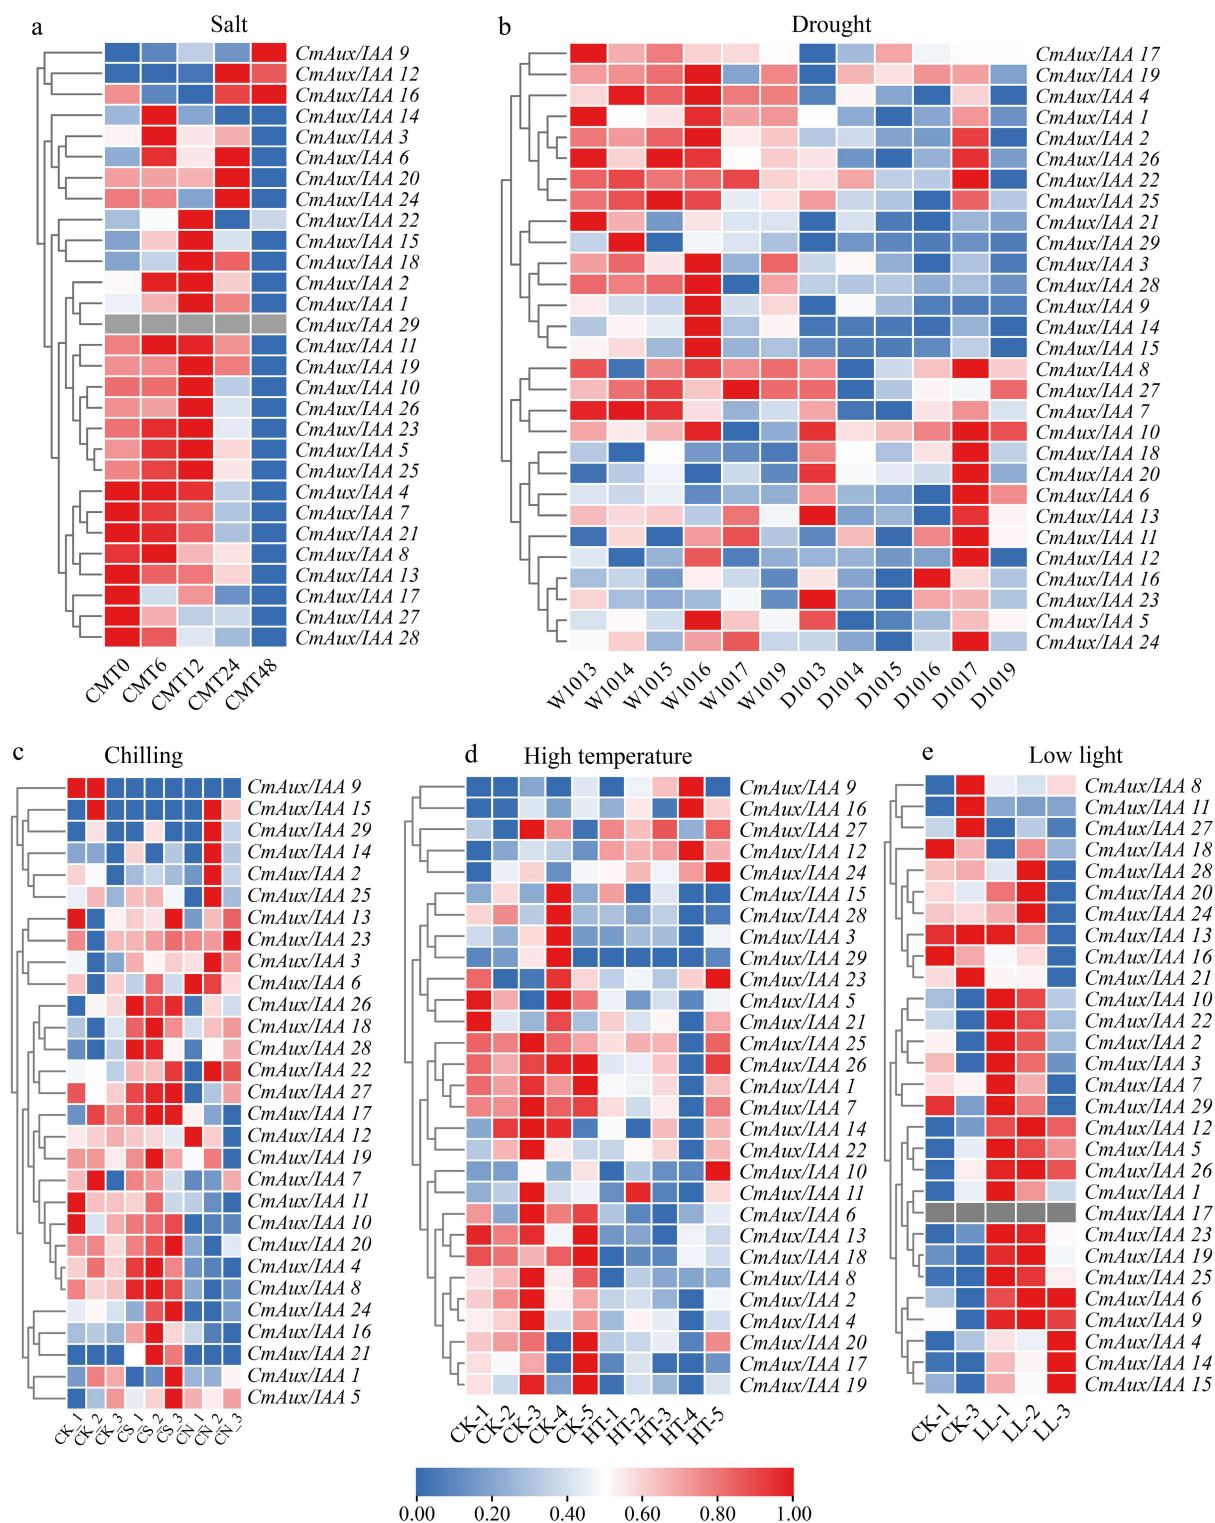 a
Salt
CmAux/IAA 9
CmAux/IAA 12
CmAux/IAA 16
CmAux/IAA 14
CmAux/IAA 3
CmAux/IAA 6
CmAux/IAA 20
CmAux/IAA 24
CmAux/IAA 22
CmAux/IAA 15
CmAux/IAA 18
CmAux/IAA 2
CmAux/IAA 1
CmAux/IAA 29
CmAux/IAA 11
CmAux/IAA 19
CmAux/IAA 10
CmAux/IAA 26
CmAux/IAA 23
CmAux/IAA 5
CmAux/IAA 25
CmAux/IAA 4
CmAux/IAA 7
CmAux/IAA 21
CmAux/IAA 8
CmAux/IAA 13
CmAux/IAA 17
CmAux/IAA 27
CmAux/IAA 28
CMT0 CMT6 CMT12 CMT24 CMT48
b
Drought
CmAux/IAA 17
CmAux/IAA 19
CmAux/IAA 4
CmAux/IAA 1
CmAux/IAA 2
CmAux/IAA 26
CmAux/IAA 22
CmAux/IAA 25
CmAux/IAA 21
CmAux/IAA 29
CmAux/IAA 3
CmAux/IAA 28
CmAux/IAA 9
CmAux/IAA 14
CmAux/IAA 15
CmAux/IAA 8
CmAux/IAA 27
CmAux/IAA 7
CmAux/IAA 10
CmAux/IAA 18
CmAux/IAA 20
CmAux/IAA 6
CmAux/IAA 13
CmAux/IAA 11
CmAux/IAA 12
CmAux/IAA 16
CmAux/IAA 23
CmAux/IAA 5
CmAux/IAA 24
W1013 W1014 W1015 W1016 W1017 W1019 D1013 D1014 D1015 D1016 D1017 D1019
c
Chilling
CmAux/IAA 9
CmAux/IAA 15
CmAux/IAA 29
CmAux/IAA 14
CmAux/IAA 2
CmAux/IAA 25
CmAux/IAA 13
CmAux/IAA 23
CmAux/IAA 3
CmAux/IAA 6
CmAux/IAA 26
CmAux/IAA 18
CmAux/IAA 28
CmAux/IAA 22
CmAux/IAA 27
CmAux/IAA 17
CmAux/IAA 12
CmAux/IAA 19
CmAux/IAA 7
CmAux/IAA 11
CmAux/IAA 10
CmAux/IAA 20
CmAux/IAA 4
CmAux/IAA 8
CmAux/IAA 24
CmAux/IAA 16
CmAux/IAA 21
CmAux/IAA 1
CmAux/IAA 5
CK_1 CK_2 CK_3 CS_1 CS_2 CS_3 CN_1 CN_2 CN_3
d
High temperature
CmAux/IAA 9
CmAux/IAA 16
CmAux/IAA 27
CmAux/IAA 12
CmAux/IAA 24
CmAux/IAA 15
CmAux/IAA 28
CmAux/IAA 3
CmAux/IAA 29
CmAux/IAA 23
CmAux/IAA 5
CmAux/IAA 21
CmAux/IAA 25
CmAux/IAA 26
CmAux/IAA 1
CmAux/IAA 7
CmAux/IAA 14
CmAux/IAA 22
CmAux/IAA 10
CmAux/IAA 11
CmAux/IAA 6
CmAux/IAA 13
CmAux/IAA 18
CmAux/IAA 8
CmAux/IAA 2
CmAux/IAA 4
CmAux/IAA 20
CmAux/IAA 17
CmAux/IAA 19
CK-1 CK-2 CK-3 CK-4 CK-5 HT-1 HT-2 HT-3 HT-4 HT-5
e
Low light
CmAux/IAA 8
CmAux/IAA 11
CmAux/IAA 27
CmAux/IAA 18
CmAux/IAA 28
CmAux/IAA 20
CmAux/IAA 24
CmAux/IAA 13
CmAux/IAA 16
CmAux/IAA 21
CmAux/IAA 10
CmAux/IAA 22
CmAux/IAA 2
CmAux/IAA 3
CmAux/IAA 7
CmAux/IAA 29
CmAux/IAA 12
CmAux/IAA 5
CmAux/IAA 26
CmAux/IAA 1
CmAux/IAA 17
CmAux/IAA 23
CmAux/IAA 19
CmAux/IAA 25
CmAux/IAA 6
CmAux/IAA 9
CmAux/IAA 4
CmAux/IAA 14
CmAux/IAA 15
CK-1 CK-3 LL-1 LL-2 LL-3
0.00 0.20 0.40 0.60 0.80 1.00